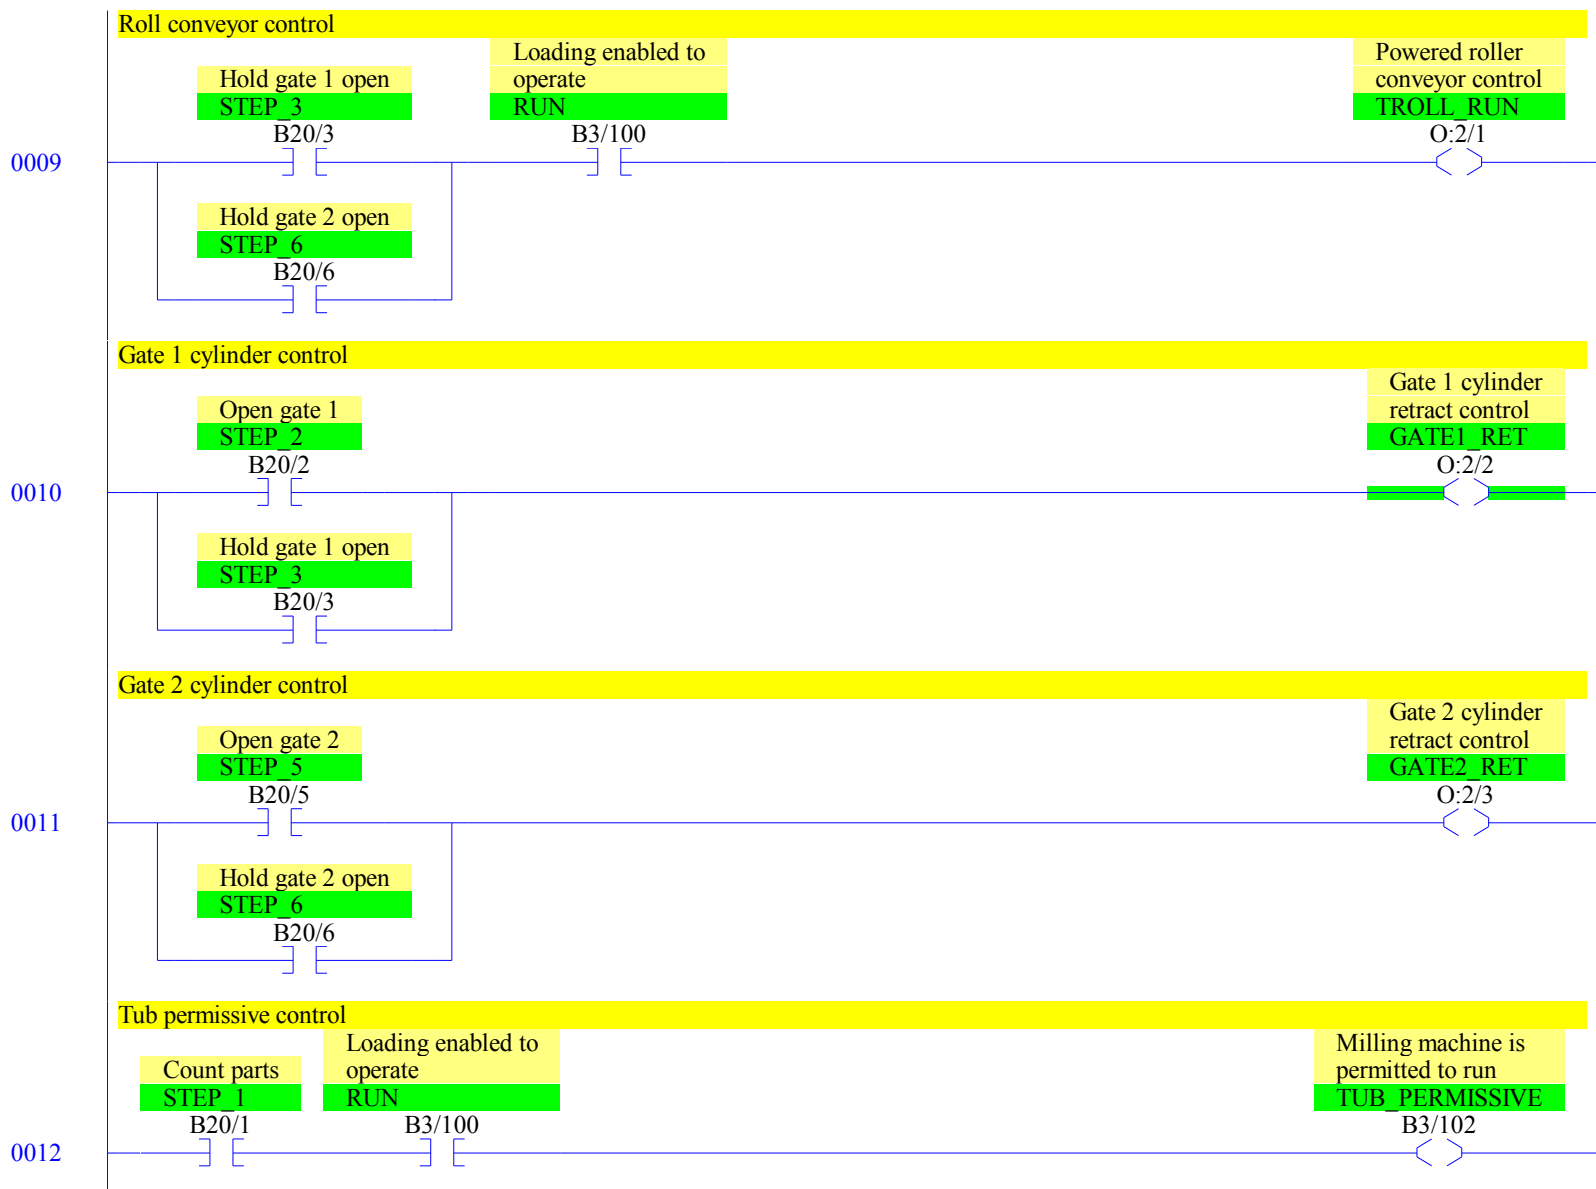 Roll conveyor control
Hold gate 1 open
STEP_3
B20/3
Loading enabled to
operate
RUN
B3/100
Powered roller
conveyor control
TROLL_RUN
O:2/1
0009
Hold gate 2 open
STEP_6
B20/6
Gate 1 cylinder control
Open gate 1
STEP_2
B20/2
Gate 1 cylinder
retract control
GATE1_RET
O:2/2
0010
Hold gate 1 open
STEP_3
B20/3
Gate 2 cylinder control
Open gate 2
STEP_5
B20/5
Gate 2 cylinder
retract control
GATE2_RET
O:2/3
0011
Hold gate 2 open
STEP_6
B20/6
Tub permissive control
Count parts
STEP_1
B20/1
Loading enabled to
operate
RUN
B3/100
Milling machine is
permitted to run
TUB_PERMISSIVE
B3/102
0012